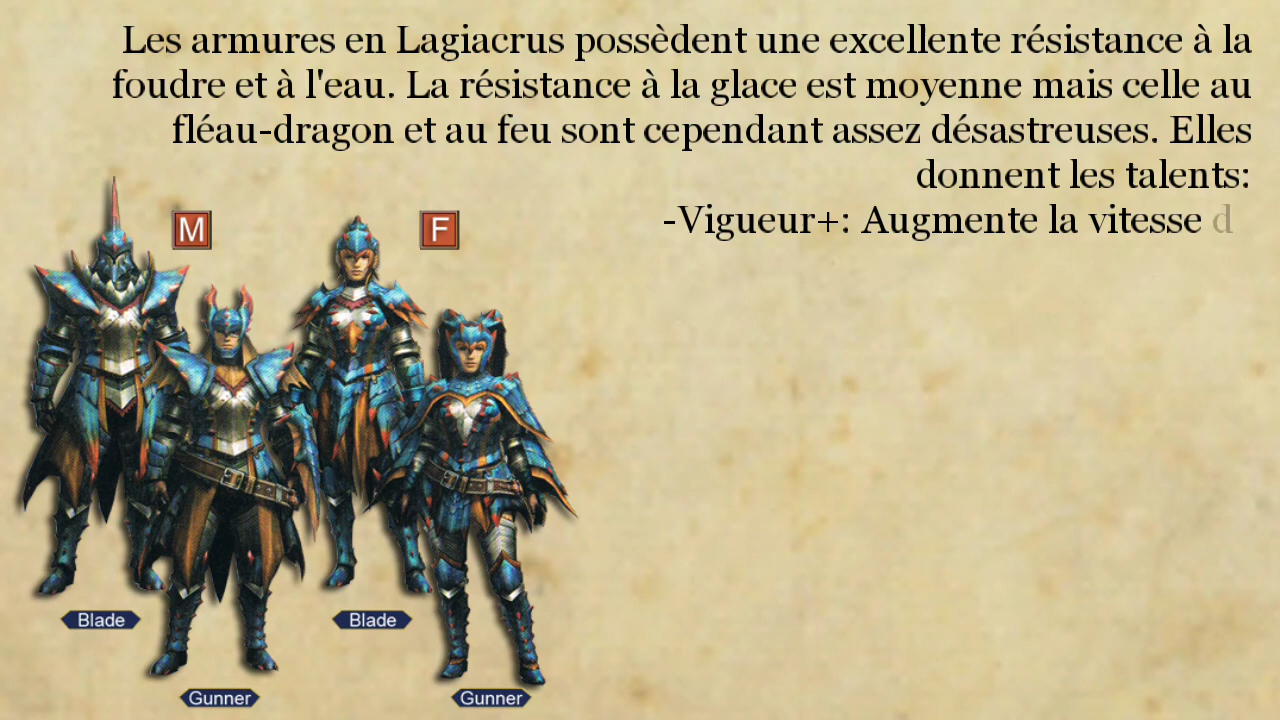 Les armures en Lagiacrus possèdent une excellente résistance à la
foudre et à l'eau. La résistance à la glace est moyenne mais celle au
fléau-dragon et au feu sont cependant assez désastreuses. Elles
donnent les talents:
-Vigueur+: Augmente la vitesse d
M
F
Blade
Blade
Gunner
Gunner